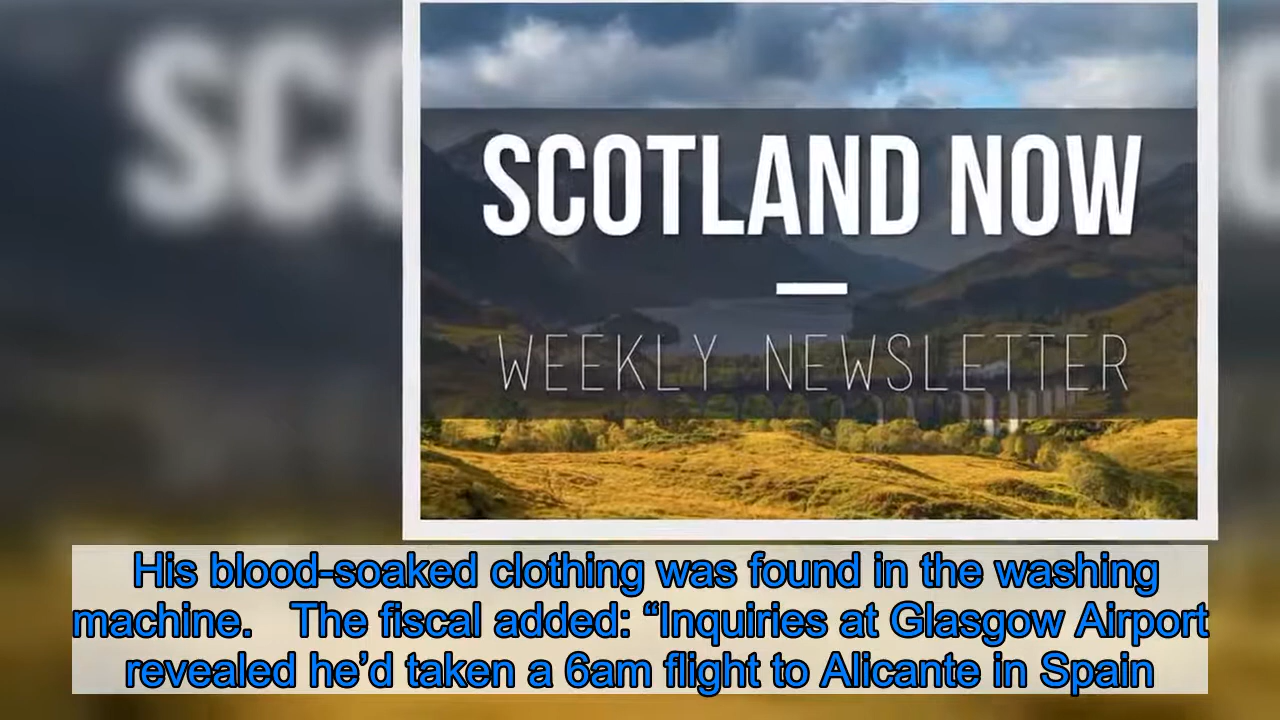 SCOTLAND NOW
WEEKLY NEWSLETTER
His blood-soaked clothing was found in the washing
machine. The fiscal added: “Inquiries at Glasgow Airport
revealed he’d taken a 6am flight to Alicante in Spain